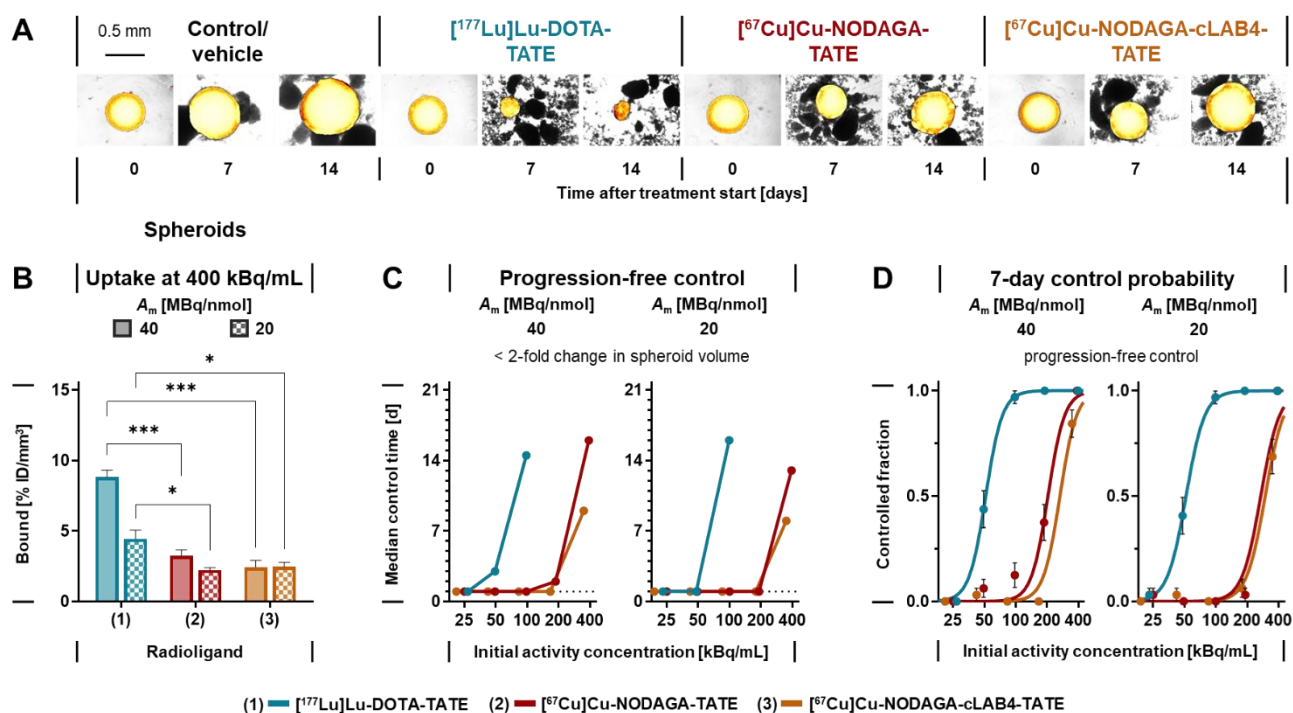 A
0.5 mm
Control/
vehicle
[¹⁷⁷Lu]Lu-DOTA-
TATE
[⁶⁷Cu]Cu-NODAGA-
TATE
[⁶⁷Cu]Cu-NODAGA-cLAB4-
TATE
0 7 14 0 7 14 0 7 14 0 7 14
Time after treatment start [days]
Spheroids
B
Uptake at 400 kBq/mL
Aₘ [MBq/nmol]
40 20
Bound [% ID/mm³]
15
10
5
0
*
***
***
*
(1) (2) (3)
Radioligand
C
Progression-free control
Aₘ [MBq/nmol] Aₘ [MBq/nmol]
40 20
< 2-fold change in spheroid volume
Median control time [d]
21 21
14 14
7 7
0 0
25 50 100 200 400 25 50 100 200 400
Initial activity concentration [kBq/mL]
D
7-day control probability
Aₘ [MBq/nmol] Aₘ [MBq/nmol]
40 20
progression-free control
Controlled fraction
1.0 1.0
0.5 0.5
0.0 0.0
25 50 100 200 400 25 50 100 200 400
Initial activity concentration [kBq/mL]
(1) [¹⁷⁷Lu]Lu-DOTA-TATE (2) [⁶⁷Cu]Cu-NODAGA-TATE (3) [⁶⁷Cu]Cu-NODAGA-cLAB4-TATE